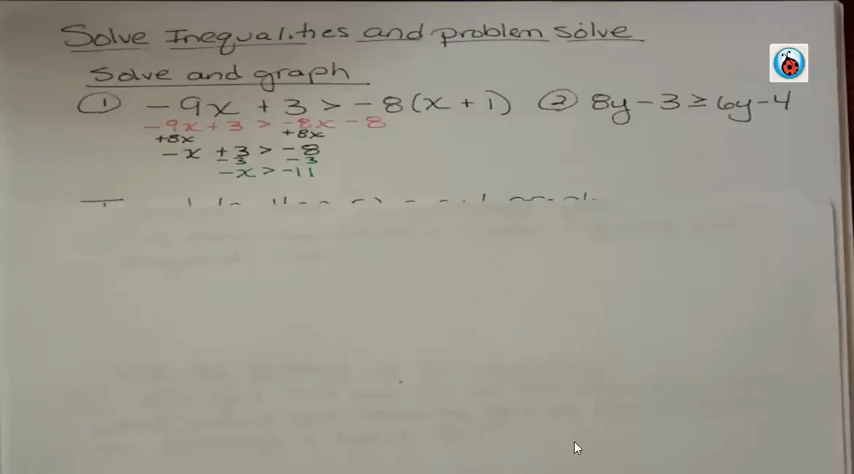 Solve Inequalities and problem solve
Solve and graph
① -9x + 3 > -8(x + 1) ② 8y - 3 ≥ 6y - 4
-9x + 3 > -8x - 8
+8x +8x
-x + 3 > -8
-3 -3
-x > -11